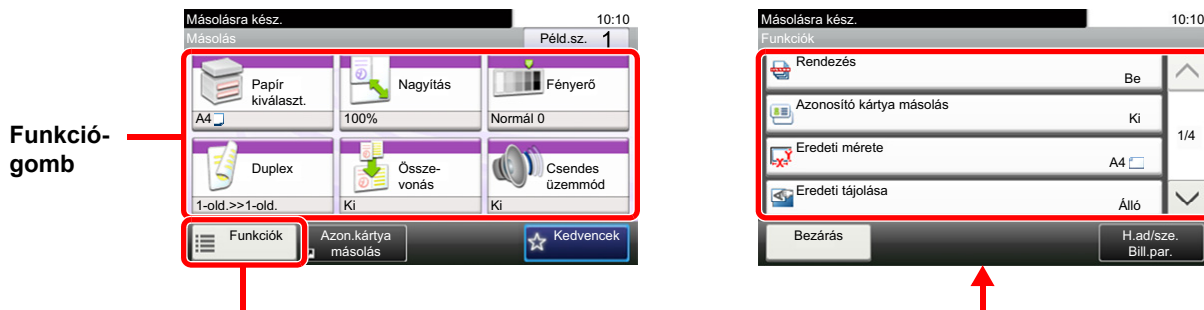 Funkció-
gomb
Másolásra kész.
10:10
Másolás
Péld.sz.
1
Papír
kiválaszt.
A4
Nagyítás
100%
Fényerő
Normál 0
Duplex
1-old.>>1-old.
Össze-
vonás
Ki
Csendes
üzemmód
Ki
Funkciók
Azon.kártya
másolás
Kedvencek
Másolásra kész.
10:10
Funkciók
Rendezés
Be
Azonosító kártya másolás
Ki
Eredeti mérete
A4
Eredeti tájolása
Álló
1/4
Bezárás
H.ad/sze.
Bill.par.